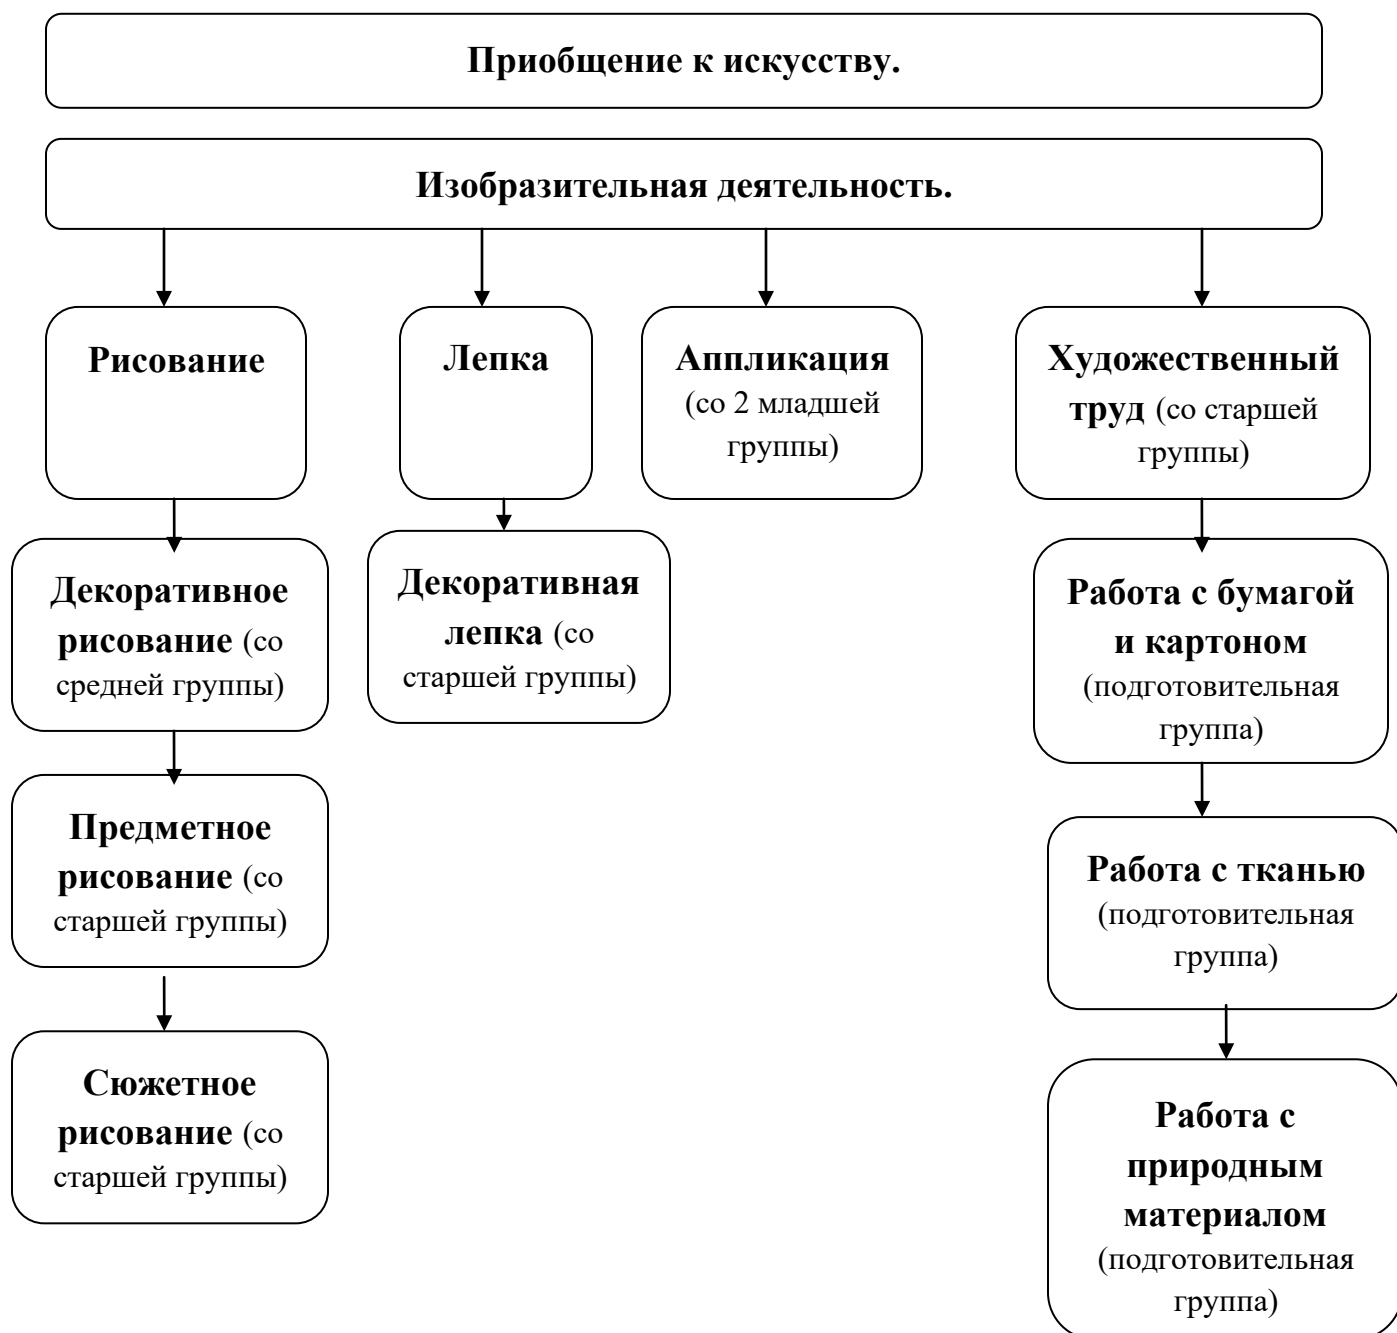 Приобщение к искусству.
Изобразительная деятельность.
Рисование
Лепка
Аппликация
(со 2 младшей
группы)
Художественный
труд (со старшей
группы)
Декоративное
рисование (со
средней группы)
Декоративная
лепка (со
старшей группы)
Работа с бумагой
и картоном
(подготовительная
группа)
Предметное
рисование (со
старшей группы)
Работа с тканью
(подготовительная
группа)
Сюжетное
рисование (со
старшей группы)
Работа с
природным
материалом
(подготовительная
группа)